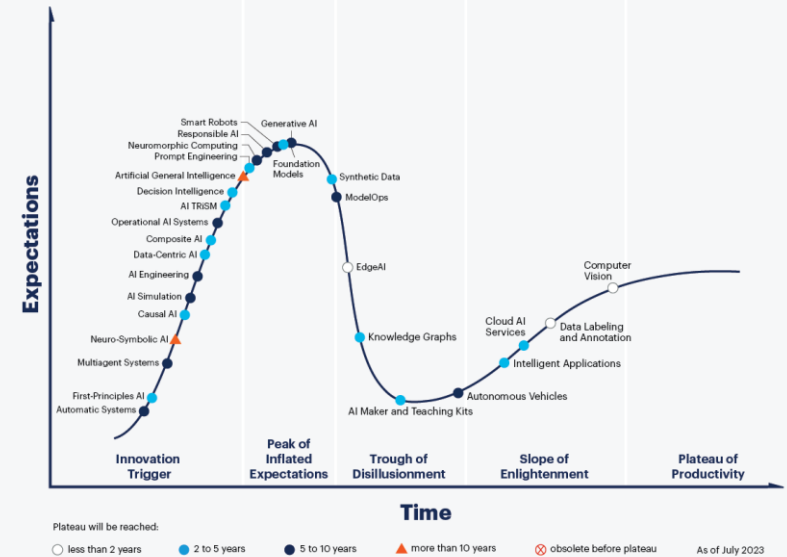 Expectations
Smart Robots
Responsible AI
Neuromorphic Computing
Prompt Engineering
Artificial General Intelligence
Decision Intelligence
AI TRiSM
Operational AI Systems
Composite AI
Data-Centric AI
AI Engineering
AI Simulation
Causal AI
Neuro-Symbolic AI
Multiagent Systems
First-Principles AI
Automatic Systems
Generative AI
Foundation
Models
Synthetic Data
ModelOps
EdgeAI
Knowledge Graphs
AI Maker and Teaching Kits
Autonomous Vehicles
Intelligent Applications
Cloud AI
Services
Data Labeling
and Annotation
Computer
Vision
Innovation
Trigger
Peak of
Inflated
Expectations
Trough of
Disillusionment
Slope of
Enlightenment
Plateau of
Productivity
Time
Plateau will be reached:
less than 2 years
2 to 5 years
5 to 10 years
more than 10 years
obsolete before plateau
As of July 2023